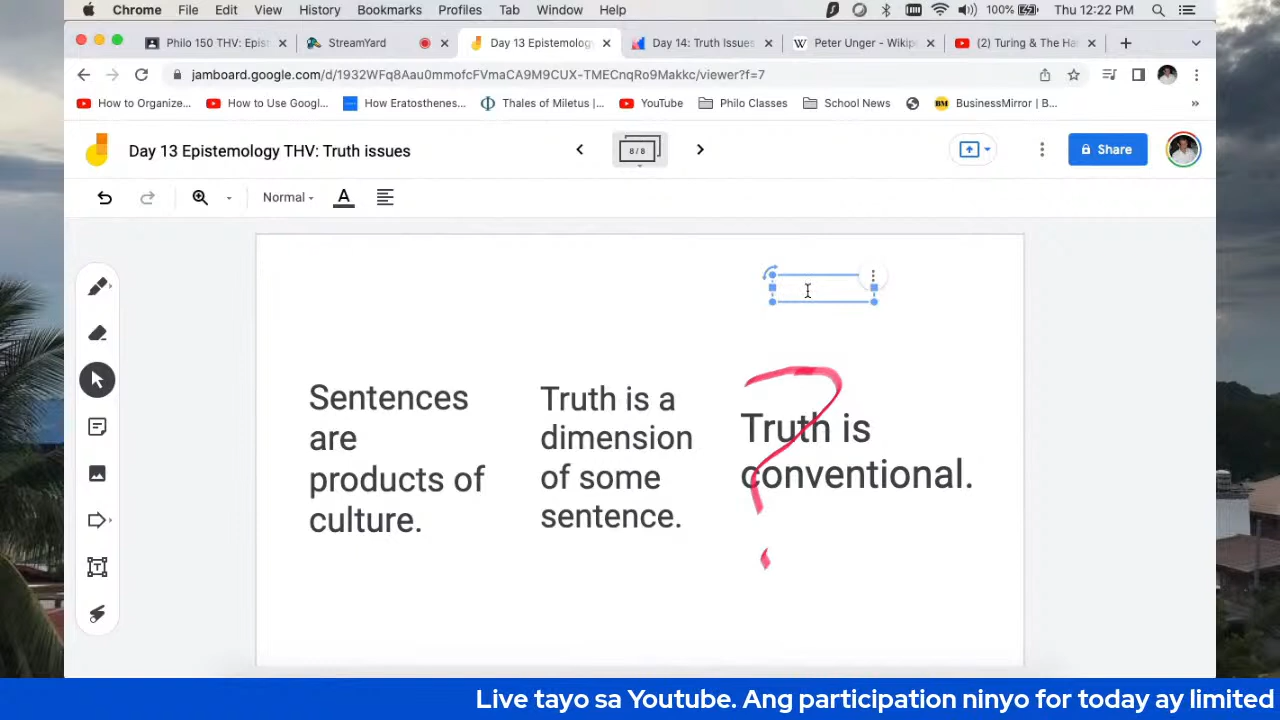 Chrome File Edit View History Bookmarks Profiles Tab Window Help 100% Thu 12:22 PM
Philo 150 THV: Epis StreamYard Day 13 Epistemology Day 14: Truth Issues Peter Unger - Wikip (2) Turing & The Ha
jamboard.google.com/d/1932WFq8Aau0mmofcFVmaCA9M9CUX-TMECnqRo9Makkc/viewer?f=7
How to Organize... How to Use Googl... How Eratosthenes... Thales of Miletus |... YouTube Philo Classes School News BM BusinessMirror | B... »
Day 13 Epistemology THV: Truth issues 8 / 8 Share
Normal A
Sentences
are
products of
culture.
Truth is a
dimension
of some
sentence.
Truth is
conventional.
?
Live tayo sa Youtube. Ang participation ninyo for today ay limited